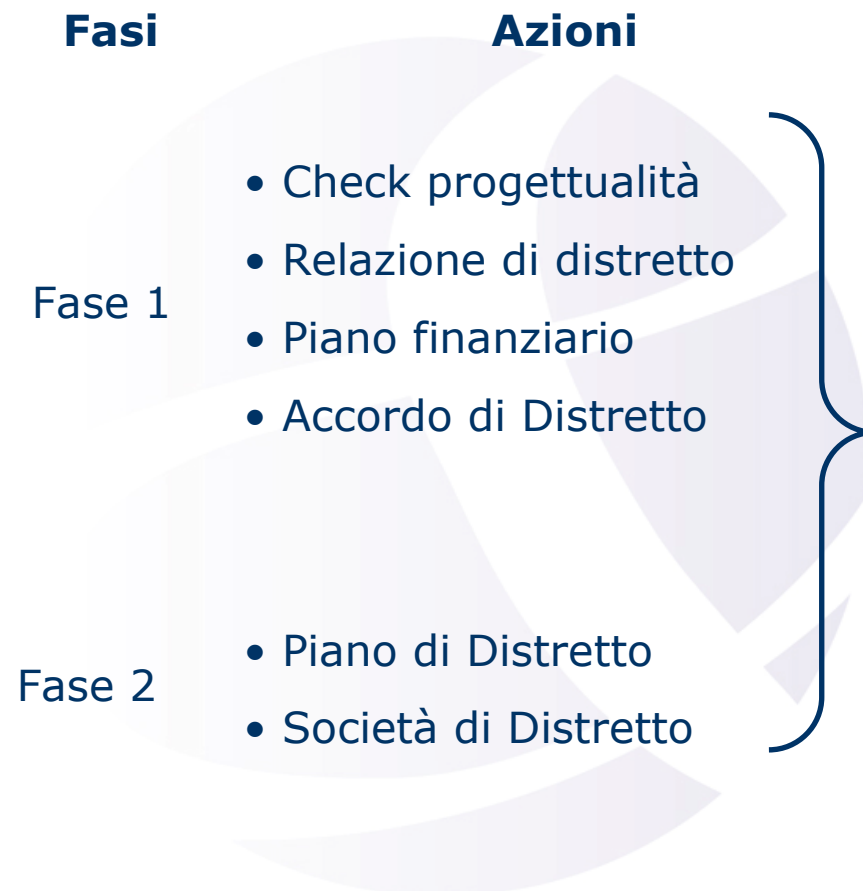 Fasi Azioni
• Check progettualità
• Relazione di distretto
Fase 1
• Piano finanziario
• Accordo di Distretto
• Piano di Distretto
Fase 2
• Società di Distretto